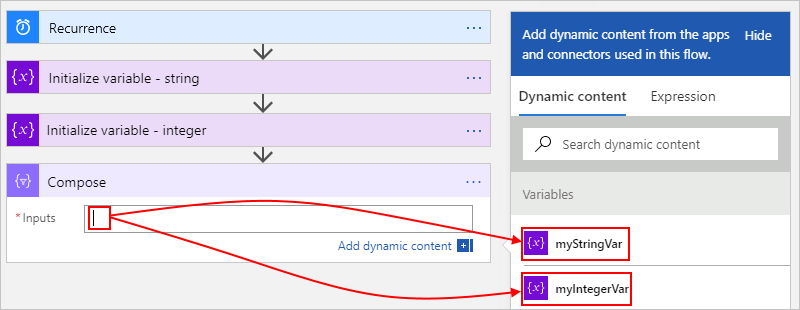 Recurrence
...
Initialize variable - string
...
Initialize variable - integer
...
Compose
...
*Inputs
Add dynamic content
Add dynamic content from the apps
and connectors used in this flow.
Hide
Dynamic content
Expression
Search dynamic content
Variables
{x} myStringVar
{x} myIntegerVar